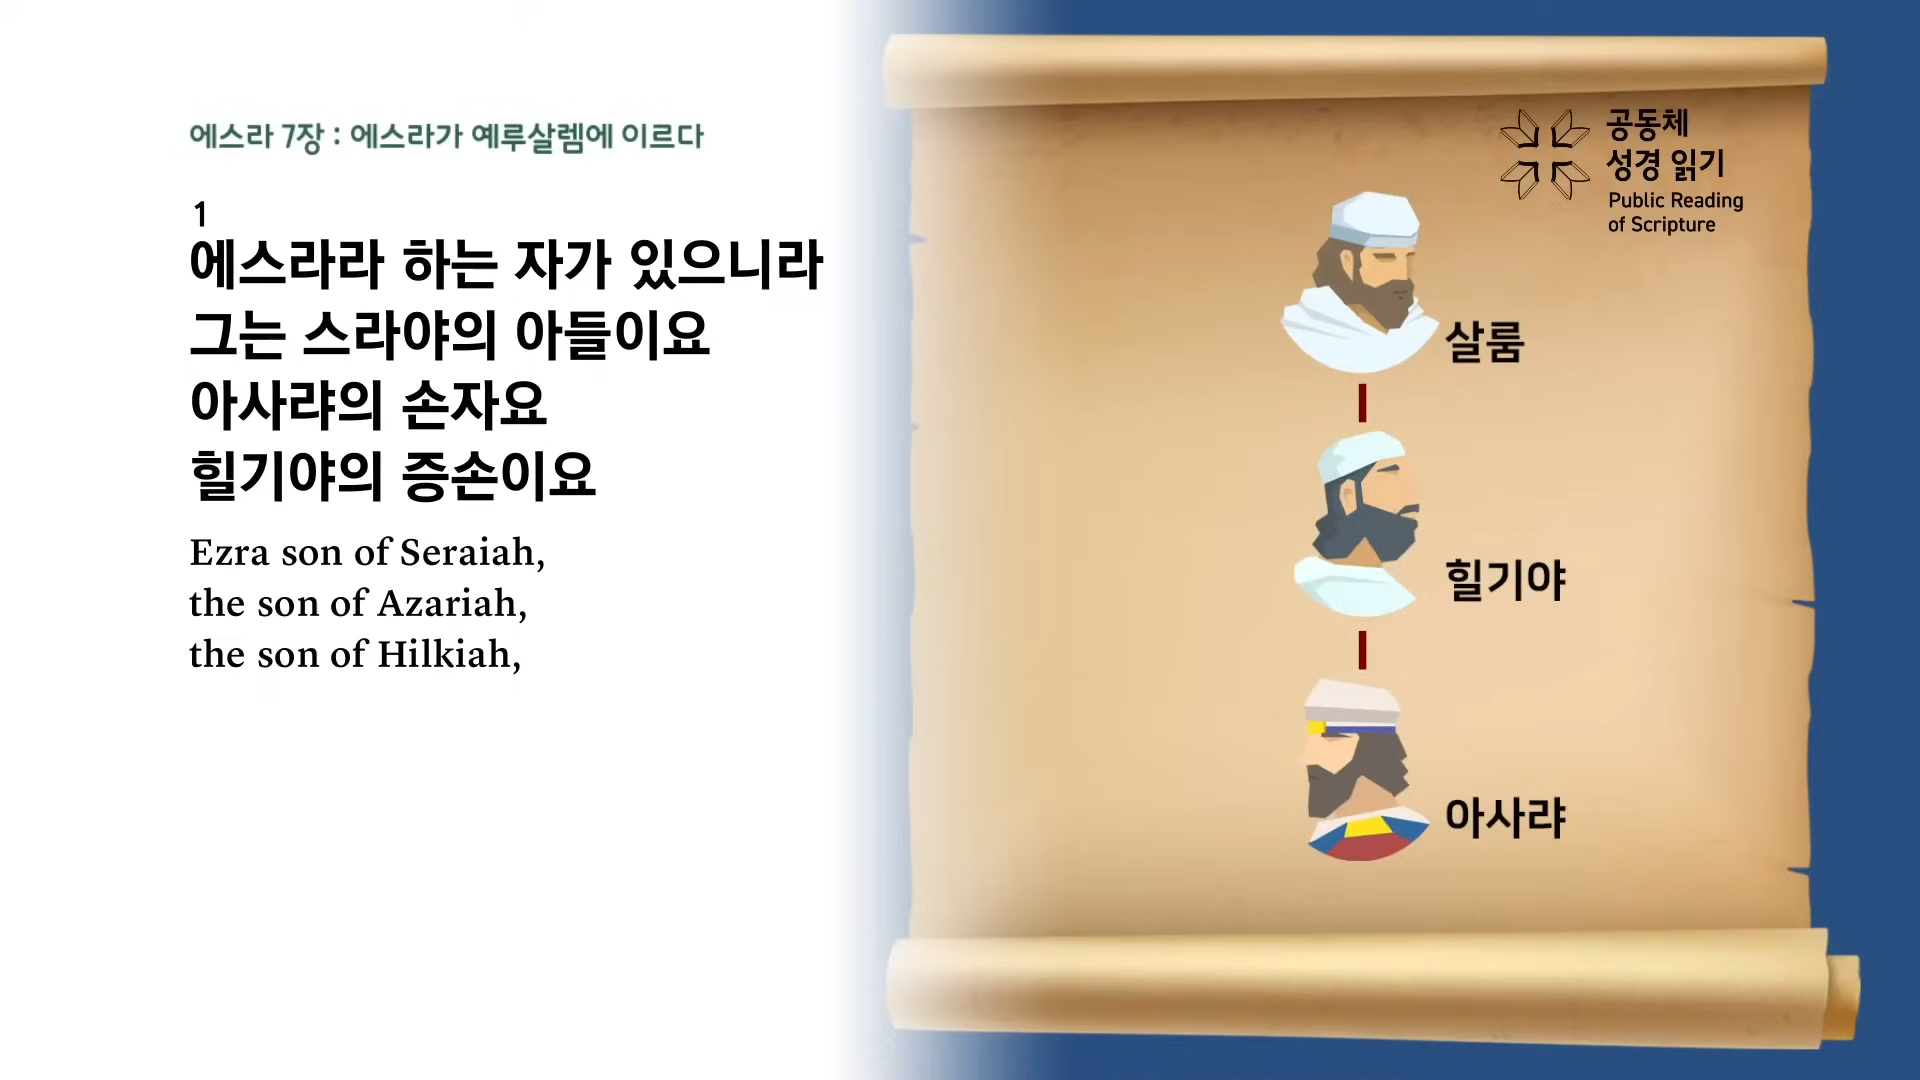 에스라 7장 : 에스라가 예루살렘에 이르다
1
에스라라 하는 자가 있으니라
그는 스라야의 아들이요
아사랴의 손자요
힐기야의 증손이요
Ezra son of Seraiah,
the son of Azariah,
the son of Hilkiah,
공동체
성경 읽기
Public Reading
of Scripture
살룸
힐기야
아사랴